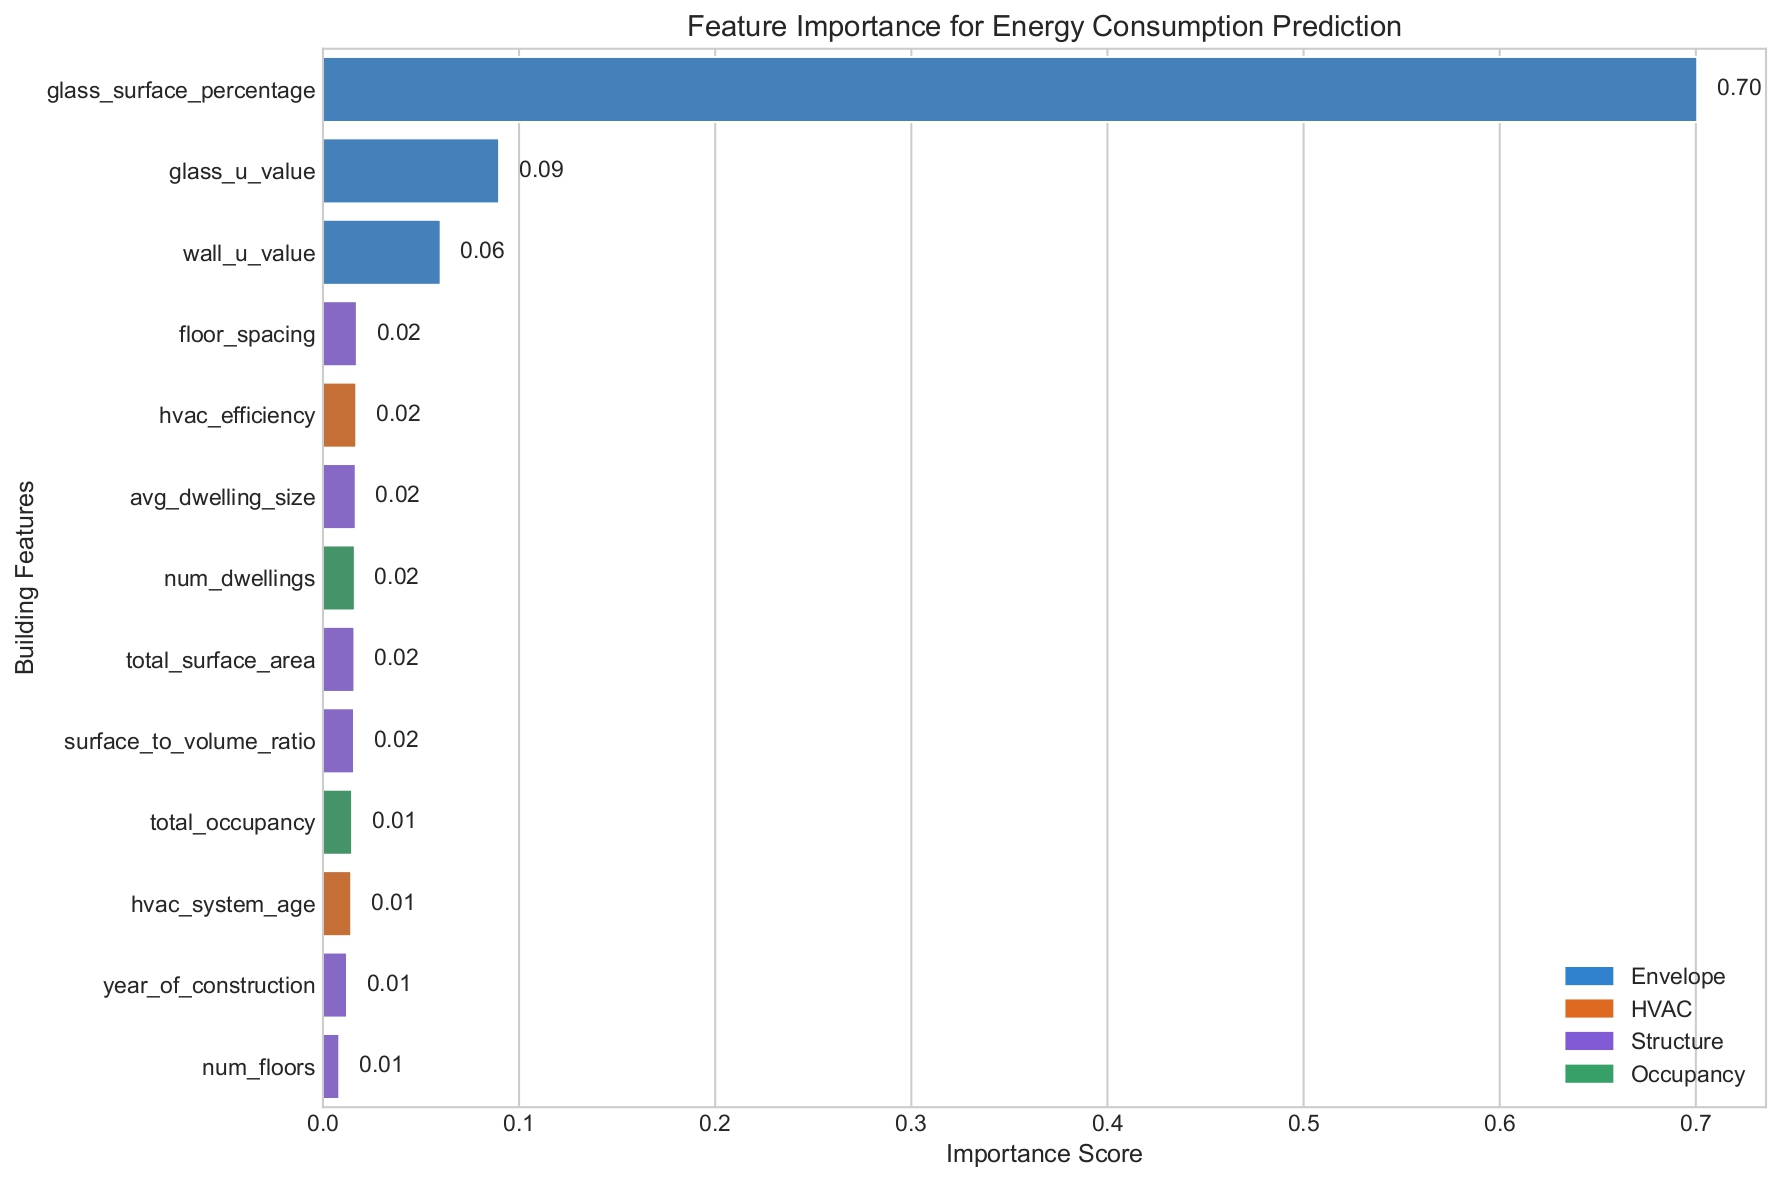 Feature Importance for Energy Consumption Prediction
glass_surface_percentage 0.70
glass_u_value 0.09
wall_u_value 0.06
floor_spacing 0.02
hvac_efficiency 0.02
avg_dwelling_size 0.02
num_dwellings 0.02
total_surface_area 0.02
surface_to_volume_ratio 0.02
total_occupancy 0.01
hvac_system_age 0.01
year_of_construction 0.01
num_floors 0.01
Building Features
Envelope
HVAC
Structure
Occupancy
0.0 0.1 0.2 0.3 0.4 0.5 0.6 0.7
Importance Score